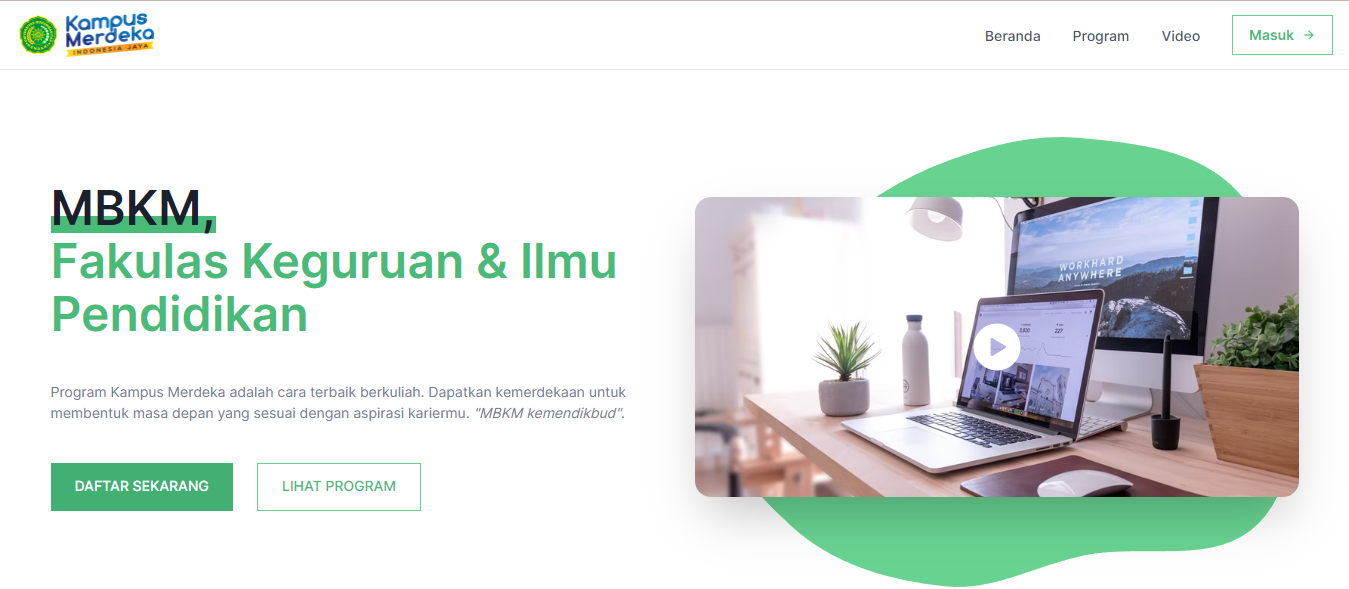 Kampus
Merdeka
INDONESIA JAYA
Beranda
Program
Video
Masuk →
MBKM,
Fakulas Keguruan & Ilmu
Pendidikan
Program Kampus Merdeka adalah cara terbaik berkuliah. Dapatkan kemerdekaan untuk
membentuk masa depan yang sesuai dengan aspirasi kariermu. "MBKM kemendikbud".
DAFTAR SEKARANG
LIHAT PROGRAM
WORKHARD
ANYWHERE